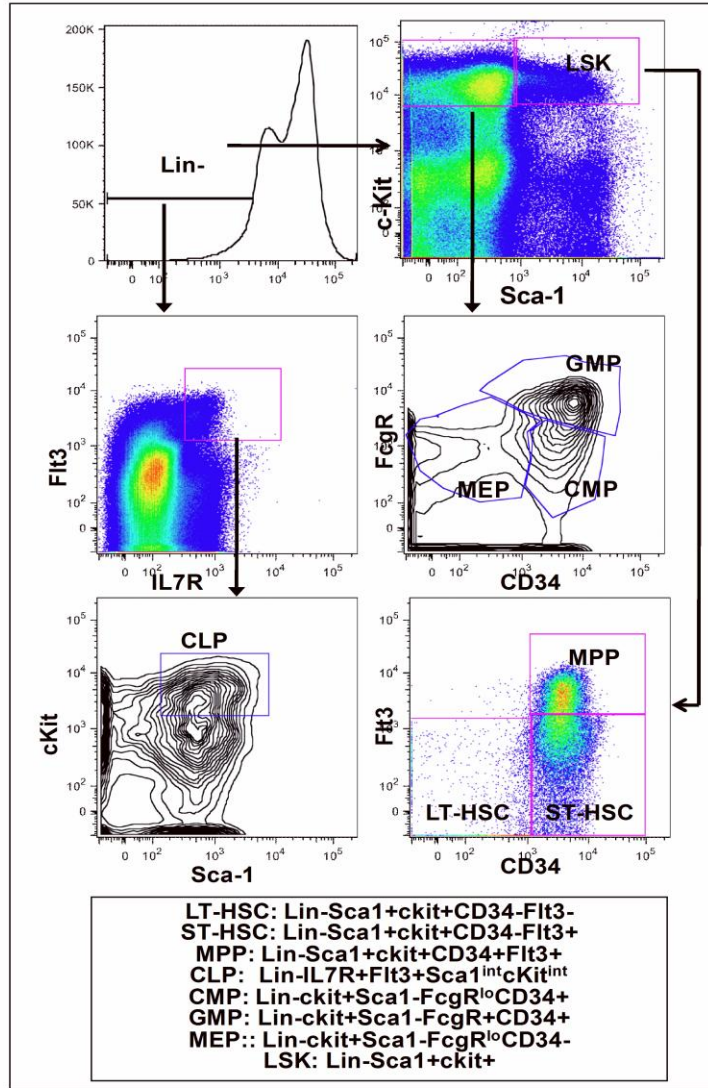 200K
150K
100K
50K
0
Lin-
0 10² 10³ 10⁴ 10⁵
10⁵
10⁴
LSK
c-Kit
0 10² 10³ 10⁴ 10⁵
Sca-1
10⁵
10⁴
10³
10²
0
Flt3
0 10² 10³ 10⁴ 10⁵
IL7R
10⁵
10⁴
10³
10²
0
FcgR
GMP
MEP
CMP
0 10² 10³ 10⁴ 10⁵
CD34
10⁵
10⁴
10³
10²
0
cKit
CLP
0 10² 10³ 10⁴ 10⁵
Sca-1
10⁵
10⁴
10³
10²
0
Flt3
MPP
LT-HSC
ST-HSC
0 10² 10³ 10⁴ 10⁵
CD34
LT-HSC: Lin-Sca1+ckit+CD34-Flt3-
ST-HSC: Lin-Sca1+ckit+CD34-Flt3+
MPP: Lin-Sca1+ckit+CD34+Flt3+
CLP: Lin-IL7R+Flt3+Sca1ⁱⁿᵗcKitⁱⁿᵗ
CMP: Lin-ckit+Sca1-FcgRˡᵒCD34+
GMP: Lin-ckit+Sca1-FcgR+CD34+
MEP:: Lin-ckit+Sca1-FcgRˡᵒCD34-
LSK: Lin-Sca1+ckit+